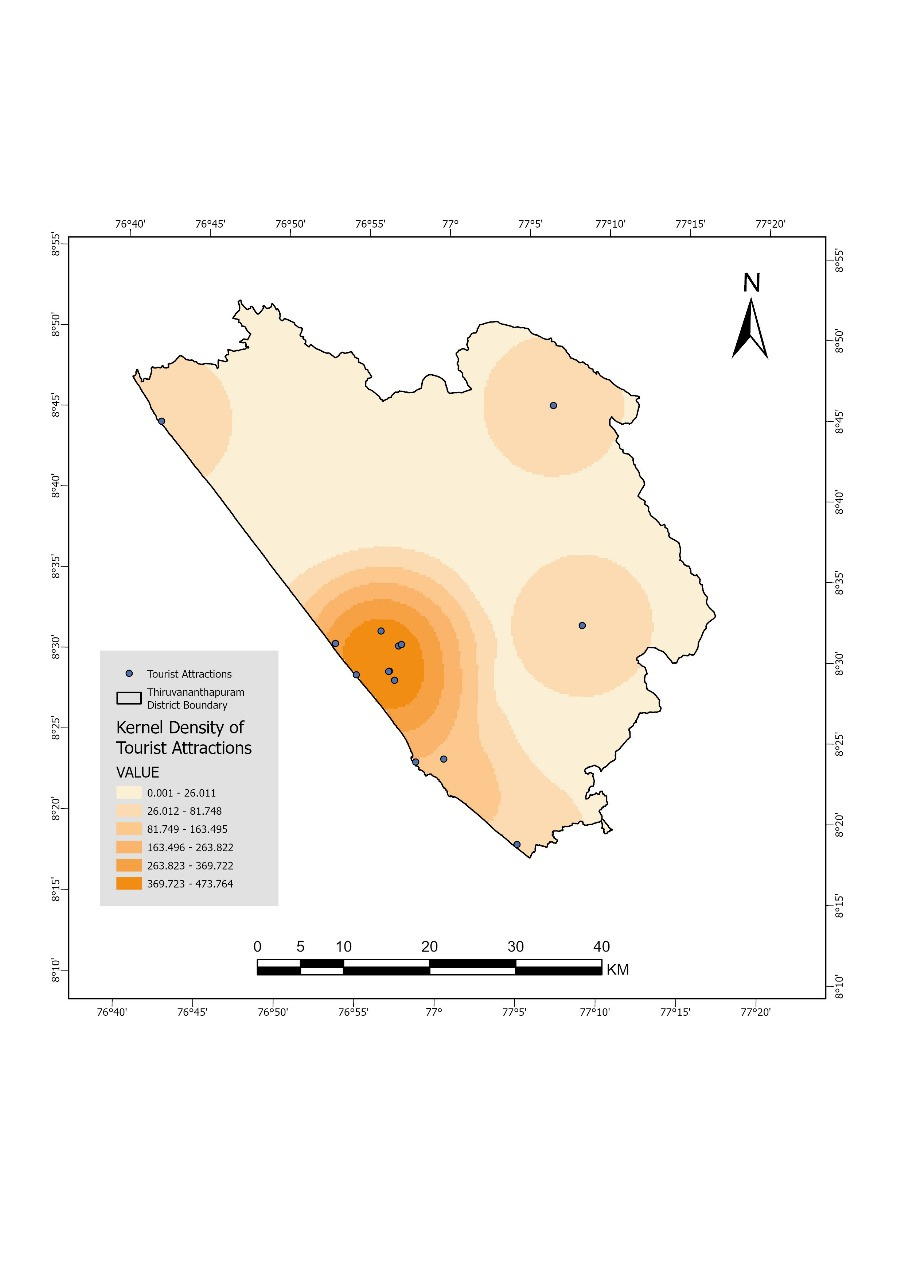 76°40' 76°45' 76°50' 76°55' 77° 77°5' 77°10' 77°15' 77°20'
8°55' 8°55'
N
8°50' 8°50'
8°45' 8°45'
8°40' 8°40'
8°35' 8°35'
8°30' 8°30'
Tourist Attractions
Thiruvananthapuram
District Boundary
Kernel Density of
Tourist Attractions
VALUE
0.001 - 26.011
26.012 - 81.748
81.749 - 163.495
163.496 - 263.822
263.823 - 369.722
369.723 - 473.764
8°25' 8°25'
8°20' 8°20'
8°15' 8°15'
8°10' 8°10'
0 5 10 20 30 40
KM
76°40' 76°45' 76°50' 76°55' 77° 77°5' 77°10' 77°15' 77°20'